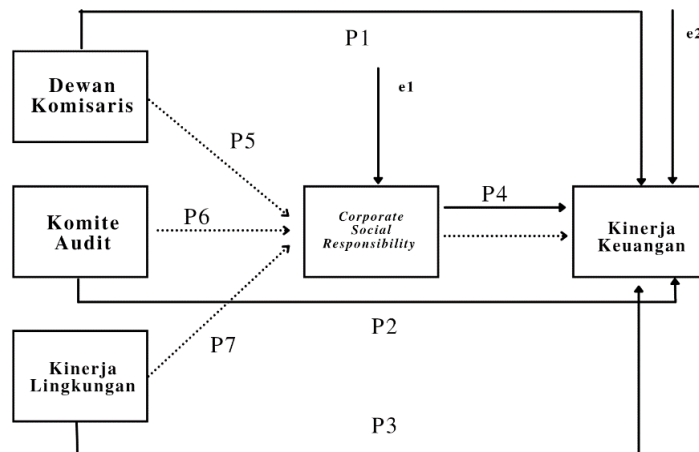 P1
e2
Dewan
Komisaris
e1
P5
Komite
Audit
P6
Corporate
Social
Responsibility
P4
Kinerja
Keuangan
P2
Kinerja
Lingkungan
P7
P3